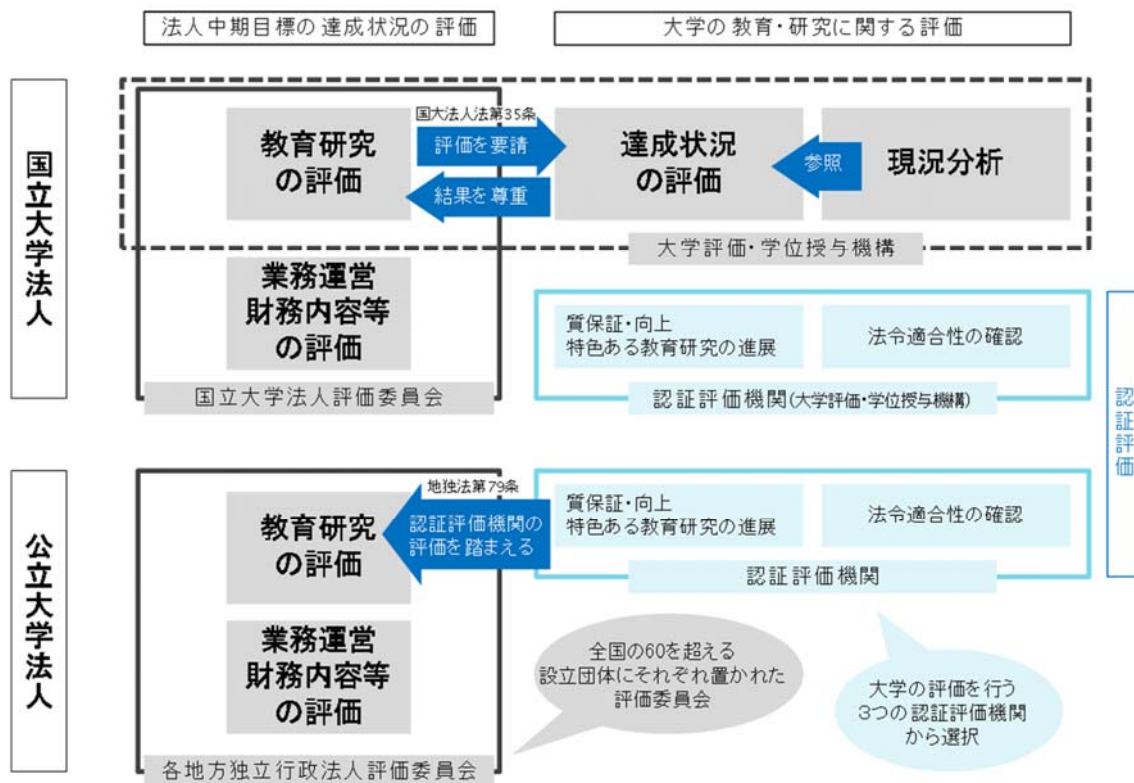 法人中期目標の達成状況の評価
大学の教育・研究に関する評価
国立大学法人
教育研究
の評価
国大法人法第35条
評価を要請
結果を尊重
達成状況
の評価
参照
現況分析
大学評価・学位授与機構
業務運営
財務内容等
の評価
国立大学法人評価委員会
質保証・向上
特色ある教育研究の進展
法令適合性の確認
認証評価機関(大学評価・学位授与機構)
認証評価
公立大学法人
教育研究
の評価
地独法第79条
認証評価機関の
評価を踏まえる
質保証・向上
特色ある教育研究の進展
法令適合性の確認
認証評価機関
業務運営
財務内容等
の評価
各地方独立行政法人評価委員会
全国の60を超える
設立団体にそれぞれ置かれた
評価委員会
大学の評価を行う
3つの認証評価機関
から選択